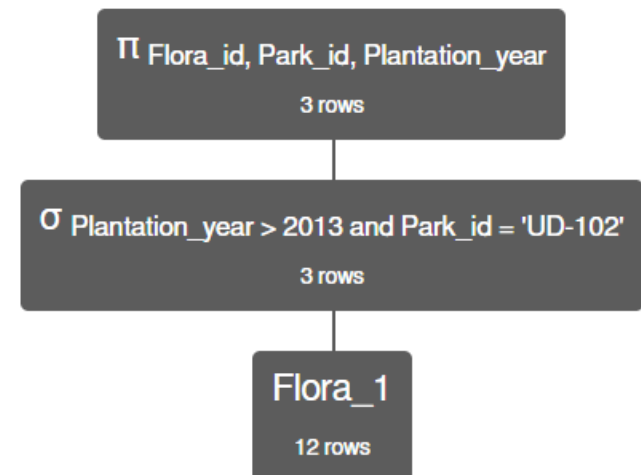 π Flora_id, Park_id, Plantation_year
3 rows
σ Plantation_year > 2013 and Park_id = 'UD-102'
3 rows
Flora_1
12 rows